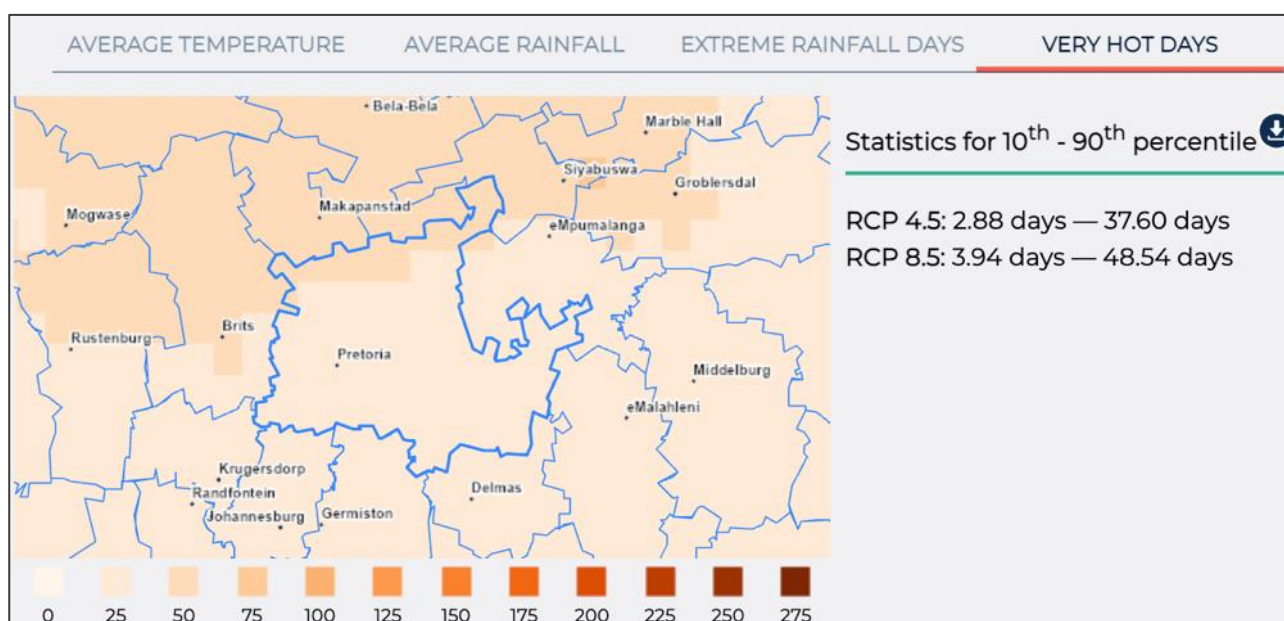 AVERAGE TEMPERATURE AVERAGE RAINFALL EXTREME RAINFALL DAYS VERY HOT DAYS
Statistics for 10th - 90th percentile
RCP 4.5: 2.88 days — 37.60 days
RCP 8.5: 3.94 days — 48.54 days
Bela-Bela
Marble Hall
Siyabuswa
Groblersdal
Mogwase
Makapanstad
eMpumalanga
Rustenburg
Brits
Pretoria
Middelburg
eMalahleni
Krugersdorp
Randfontein
Johannesburg
Germiston
Delmas
0 25 50 75 100 125 150 175 200 225 250 275